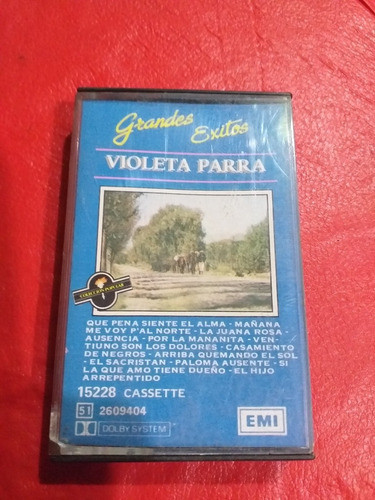 Grandes Exitos
VIOLETA PARRA
COLECCION POPULAR
QUE PENA SIENTE EL ALMA - MAÑANA
ME VOY P'AL NORTE - LA JUANA ROSA -
AUSENCIA - POR LA MANANITA - VEN-
TIUNO SON LOS DOLORES - CASAMIENTO
DE NEGROS - ARRIBA QUEMANDO EL SOL
- EL SACRISTAN - PALOMA AUSENTE - SI
LA QUE AMO TIENE DUEÑO - EL HIJO
ARREPENTIDO
15228 CASSETTE
51 2609404
DOLBY SYSTEM
EMI